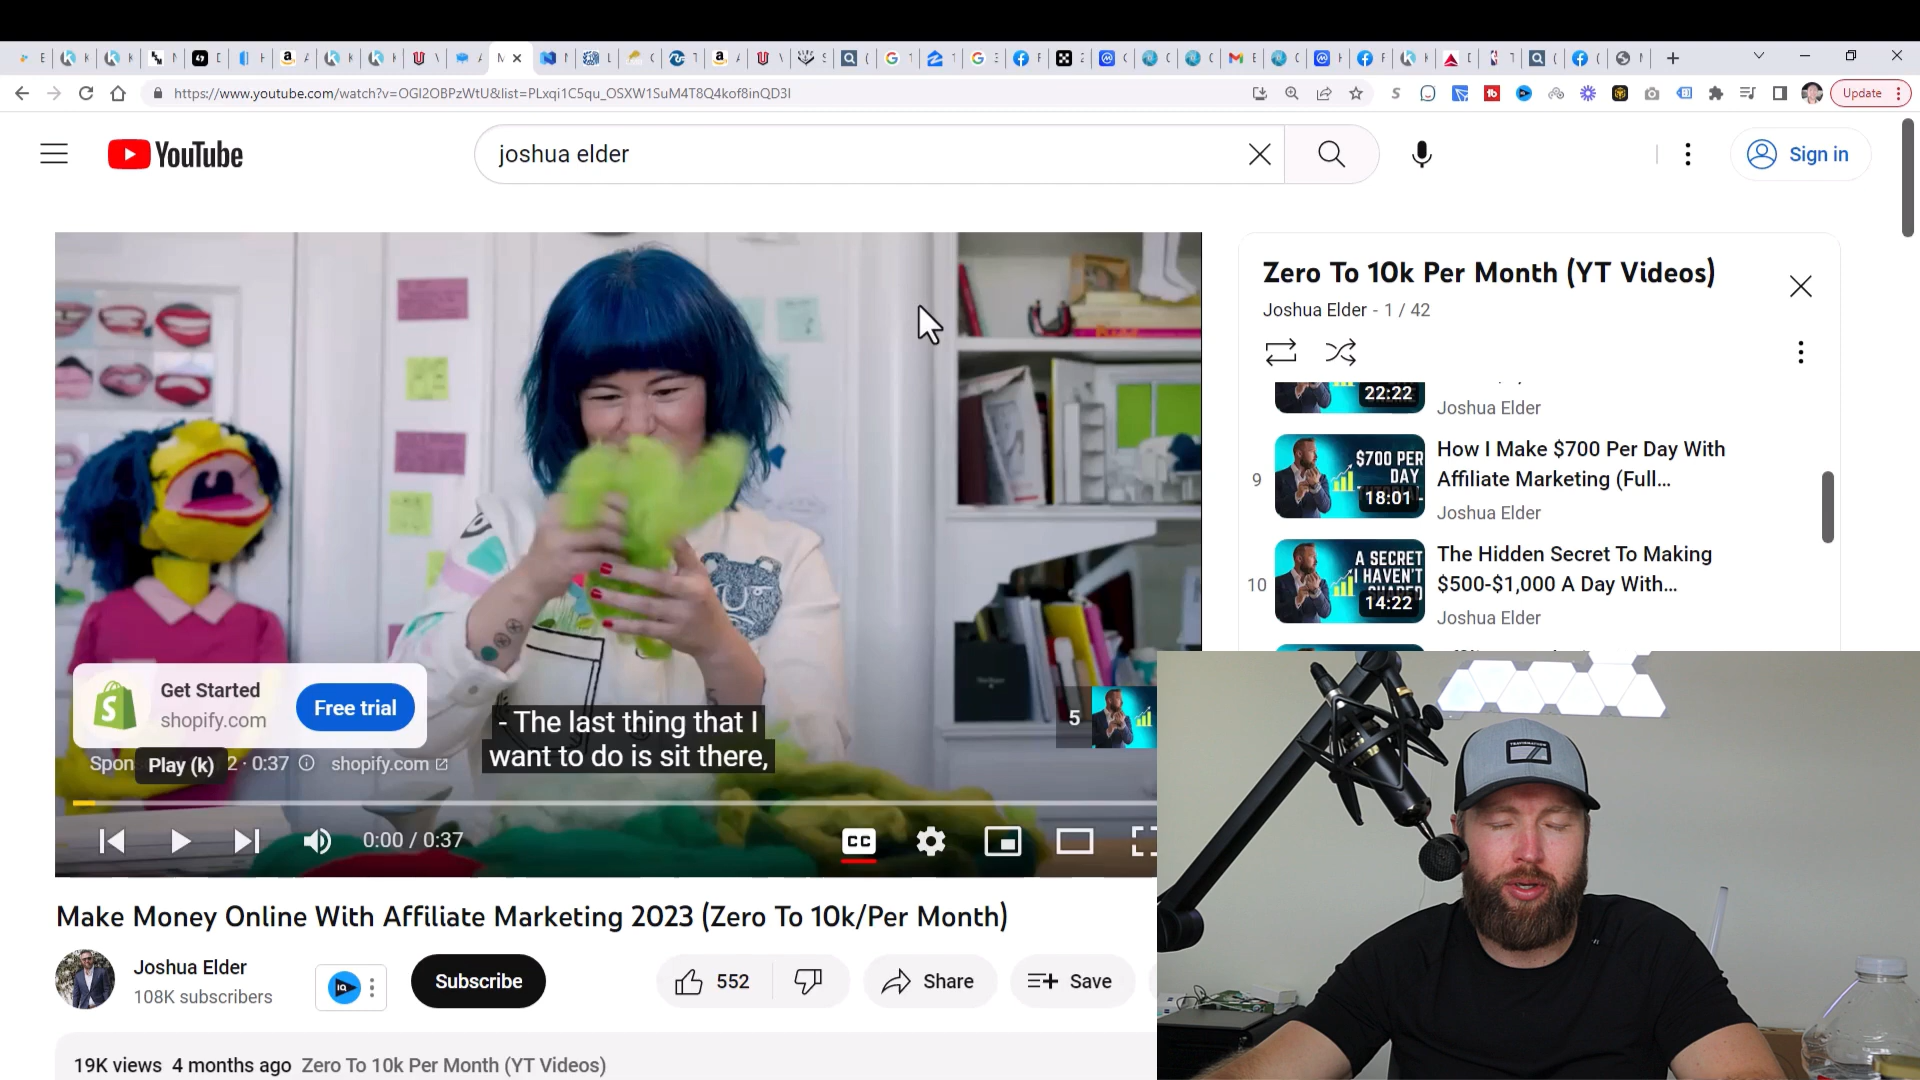 https://www.youtube.com/watch?v=OGI2OBPzWtU&list=PLxqi1C5qu_OSXW1SuM4T8Q4kof8inQD3I
Update
YouTube
joshua elder
Sign in
Zero To 10k Per Month (YT Videos)
Joshua Elder - 1 / 42
22:22
Joshua Elder
9
$700 PER
DAY
18:01
How I Make $700 Per Day With
Affiliate Marketing (Full...
Joshua Elder
10
A SECRET
I HAVEN'T
SHARED
14:22
The Hidden Secret To Making
$500-$1,000 A Day With...
Joshua Elder
Get Started
shopify.com
Free trial
- The last thing that I
want to do is sit there,
5
Spon
Play (k)
2 · 0:37
shopify.com
0:00 / 0:37
CC
Make Money Online With Affiliate Marketing 2023 (Zero To 10k/Per Month)
Joshua Elder
108K subscribers
IQ
Subscribe
552
Share
Save
19K views 4 months ago Zero To 10k Per Month (YT Videos)